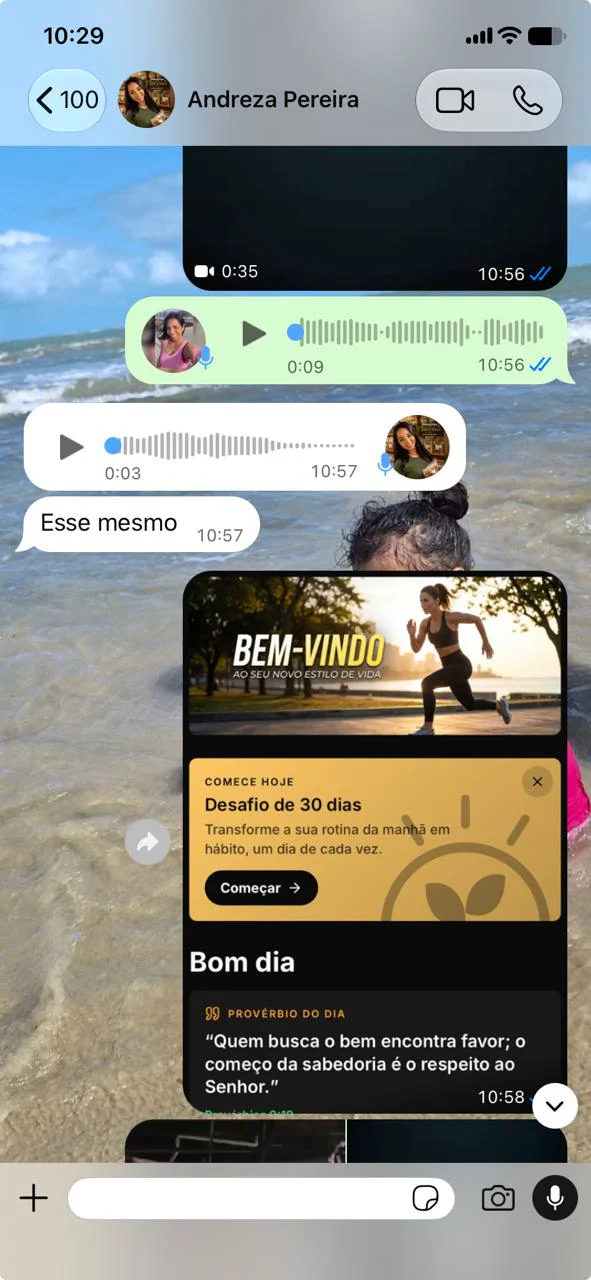 10:29
100
Andreza Pereira
0:35
10:56
0:09
10:56
0:03
10:57
Esse mesmo
10:57
BEM-VINDO
AO SEU NOVO ESTILO DE VIDA
COMECE HOJE
Desafio de 30 dias
Transforme a sua rotina da manhã em
hábito, um dia de cada vez.
Começar →
Bom dia
PROVÉRBIO DO DIA
“Quem busca o bem encontra favor; o
começo da sabedoria é o respeito ao
Senhor.”
10:58